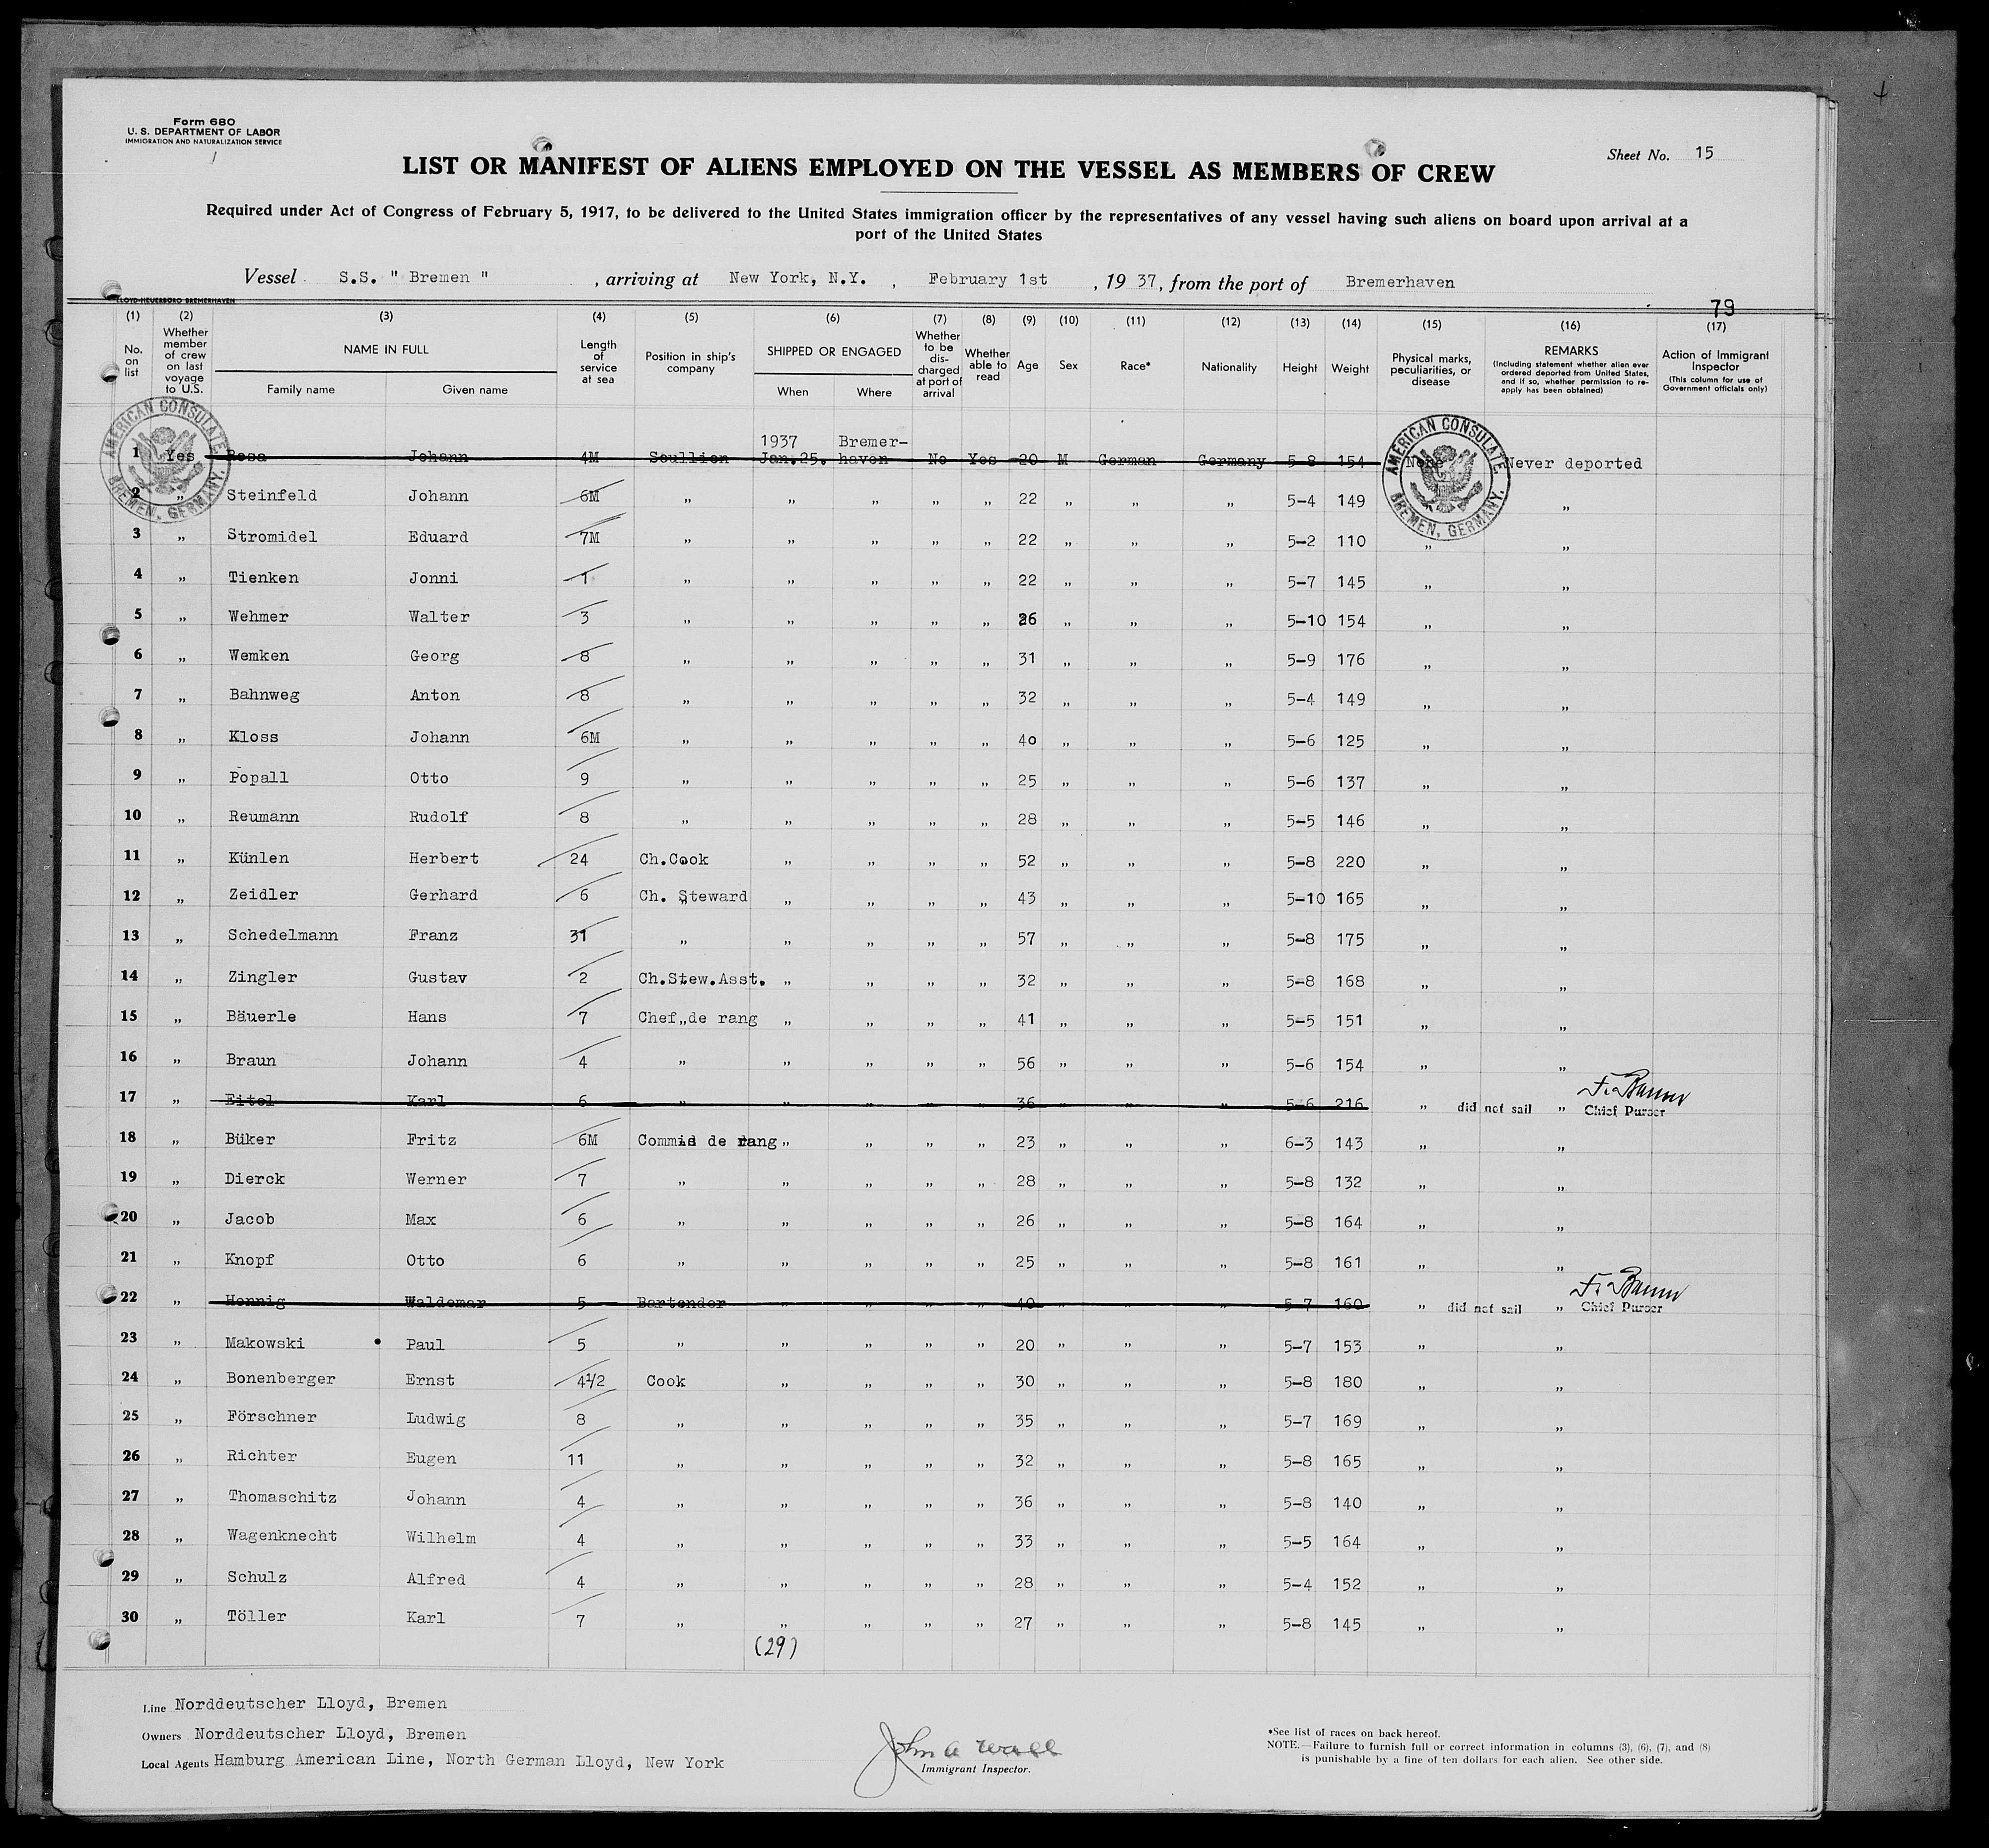 Form 680
U. S. DEPARTMENT OF LABOR
IMMIGRATION AND NATURALIZATION SERVICE
Sheet No. 15
LIST OR MANIFEST OF ALIENS EMPLOYED ON THE VESSEL AS MEMBERS OF CREW
Required under Act of Congress of February 5, 1917, to be delivered to the United States immigration officer by the representatives of any vessel having such aliens on board upon arrival at a
port of the United States
Vessel S.S. " Bremen " , arriving at New York, N.Y. , February 1st , 19 37, from the port of Bremerhaven
LLOYD-HEUERBÜRO BREMERHAVEN
79
(1) (2) (3) (4) (5) (6) (7) (8) (9) (10) (11) (12) (13) (14) (15) (16) (17)
No. on list Whether member of crew on last voyage to U.S. NAME IN FULL Family name Given name Length of service at sea Position in ship's company SHIPPED OR ENGAGED When Where Whether to be discharged at port of arrival Whether able to read Age Sex Race* Nationality Height Weight Physical marks, peculiarities, or disease REMARKS (Including statement whether alien ever ordered deported from United States, and if so, whether permission to reapply has been obtained) Action of Immigrant Inspector (This column for use of Government officials only)
AMERICAN CONSULATE BREMEN, GERMANY.
AMERICAN CONSULATE BREMEN, GERMANY.
1937 Bremer-
1 Yes Rosa Johann 4M Scullion Jan.25. haven No Yes 20 M German Germany 5-8 154 None Never deported
2 „ Steinfeld Johann 6M „ „ „ „ „ 22 „ „ „ 5-4 149 „
3 „ Stromidel Eduard 7M „ „ „ „ „ 22 „ „ „ 5-2 110 „ „
4 „ Tienken Jonni 1 „ „ „ „ „ 22 „ „ „ 5-7 145 „ „
5 „ Wehmer Walter 3 „ „ „ „ „ 26 „ „ „ 5-10 154 „ „
6 „ Wemken Georg 8 „ „ „ „ „ 31 „ „ „ 5-9 176 „ „
7 „ Bahnweg Anton 8 „ „ „ „ „ 32 „ „ „ 5-4 149 „ „
8 „ Kloss Johann 6M „ „ „ „ „ 40 „ „ „ 5-6 125 „ „
9 „ Popall Otto 9 „ „ „ „ „ 25 „ „ „ 5-6 137 „ „
10 „ Reumann Rudolf 8 „ „ „ „ „ 28 „ „ „ 5-5 146 „ „
11 „ Künlen Herbert 24 Ch.Cook „ „ „ „ 52 „ „ „ 5-8 220 „ „
12 „ Zeidler Gerhard 6 Ch. Steward „ „ „ „ 43 „ „ „ 5-10 165 „ „
13 „ Schedelmann Franz 31 „ „ „ „ „ 57 „ „ „ 5-8 175 „ „
14 „ Zingler Gustav 2 Ch.Stew.Asst. „ „ „ „ 32 „ „ „ 5-8 168 „ „
15 „ Bäuerle Hans 7 Chef„de rang „ „ „ „ 41 „ „ „ 5-5 151 „ „
16 „ Braun Johann 4 „ „ „ „ „ 56 „ „ „ 5-6 154 „ „
17 „ Eitel Karl 6 „ „ „ „ „ 36 „ „ „ 5-6 216 „ did not sail „ Chief Purser
18 „ Büker Fritz 6M Commis de rang „ „ „ „ 23 „ „ „ 6-3 143 „ „
19 „ Dierck Werner 7 „ „ „ „ „ 28 „ „ „ 5-8 132 „ „
20 „ Jacob Max 6 „ „ „ „ „ 26 „ „ „ 5-8 164 „ „
21 „ Knopf Otto 6 „ „ „ „ „ 25 „ „ „ 5-8 161 „ „
22 „ Hennig Waldemar 5 Bartender „ „ „ „ 40 „ „ „ 5-7 160 „ did not sail „ Chief Purser
23 „ Makowski Paul 5 „ „ „ „ „ 20 „ „ „ 5-7 153 „ „
24 „ Bonenberger Ernst 4½ Cook „ „ „ „ 30 „ „ „ 5-8 180 „ „
25 „ Förschner Ludwig 8 „ „ „ „ „ 35 „ „ „ 5-7 169 „ „
26 „ Richter Eugen 11 „ „ „ „ „ 32 „ „ „ 5-8 165 „ „
27 „ Thomaschitz Johann 4 „ „ „ „ „ 36 „ „ „ 5-8 140 „ „
28 „ Wagenknecht Wilhelm 4 „ „ „ „ „ 33 „ „ „ 5-5 164 „ „
29 „ Schulz Alfred 4 „ „ „ „ „ 28 „ „ „ 5-4 152 „ „
30 „ Töller Karl 7 „ „ „ „ „ 27 „ „ „ 5-8 145 „ „
(29)
Line Norddeutscher Lloyd, Bremen
Owners Norddeutscher Lloyd, Bremen
Local Agents Hamburg American Line, North German Lloyd, New York
John A Wall
Immigrant Inspector.
*See list of races on back hereof.
NOTE.—Failure to furnish full or correct information in columns (3), (6), (7), and (8)
is punishable by a fine of ten dollars for each alien. See other side.